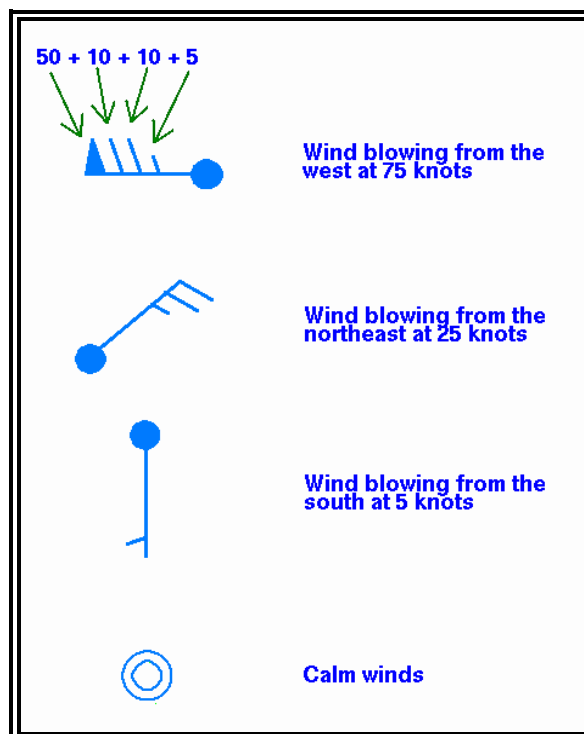 50 + 10 + 10 + 5
Wind blowing from the
west at 75 knots
Wind blowing from the
northeast at 25 knots
Wind blowing from the
south at 5 knots
Calm winds